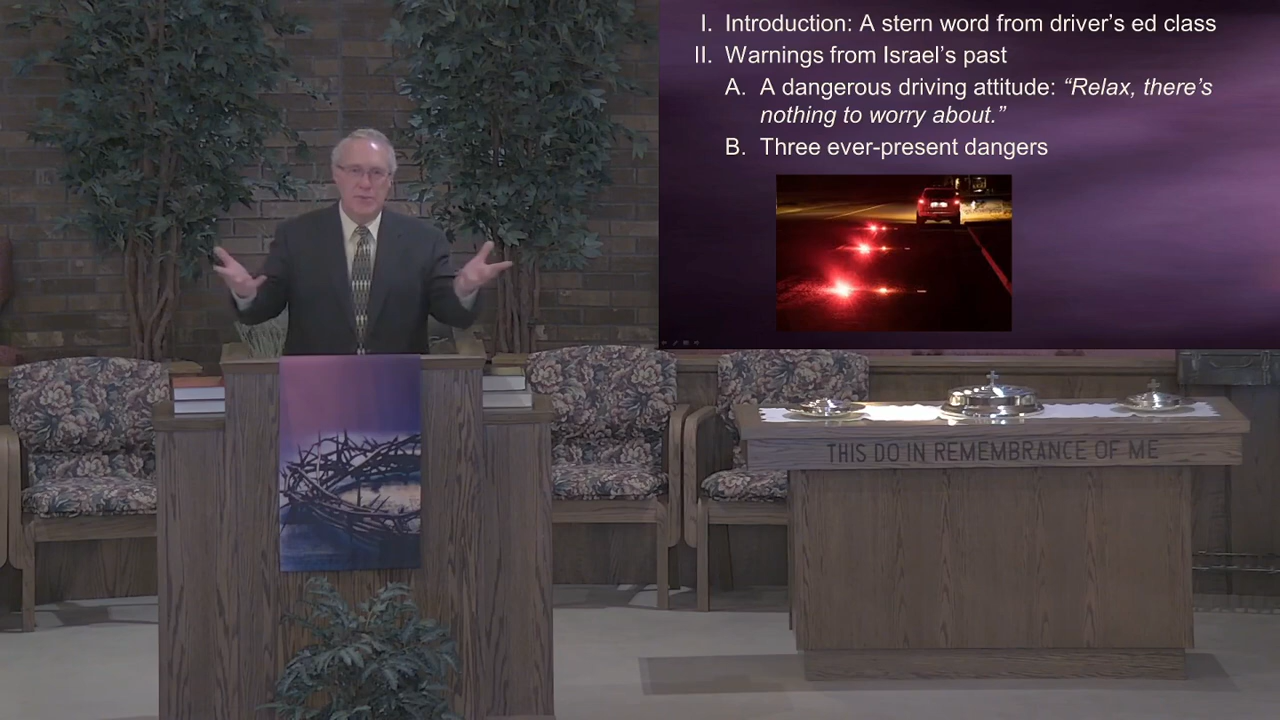 I. Introduction: A stern word from driver's ed class
II. Warnings from Israel's past
A. A dangerous driving attitude: “Relax, there's
nothing to worry about.”
B. Three ever-present dangers
THIS DO IN REMEMBRANCE OF ME